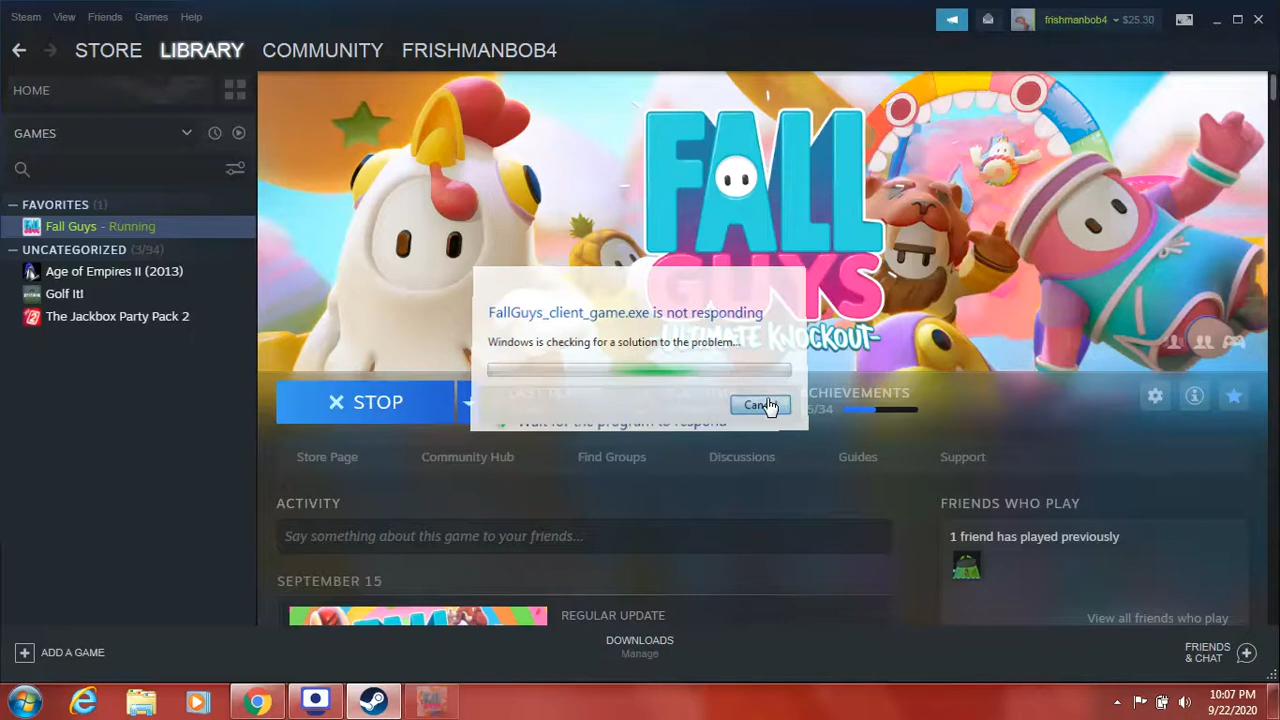 Steam View Friends Games Help
frishmanbob4 $25.30
STORE LIBRARY COMMUNITY FRISHMANBOB4
HOME
GAMES
FAVORITES (1)
Fall Guys - Running
UNCATEGORIZED (3/94)
Age of Empires II (2013)
Golf It!
The Jackbox Party Pack 2
FALL
GUYS
ULTIMATE KNOCKOUT
FallGuys_client_game.exe is not responding
Windows is checking for a solution to the problem...
STOP
ACHIEVEMENTS
Wait for the program to respond
Store Page Community Hub Find Groups Discussions Guides Support
ACTIVITY
Say something about this game to your friends...
FRIENDS WHO PLAY
1 friend has played previously
View all friends who play
SEPTEMBER 15
REGULAR UPDATE
ADD A GAME
DOWNLOADS
Manage
FRIENDS
& CHAT
10:07 PM
9/22/2020